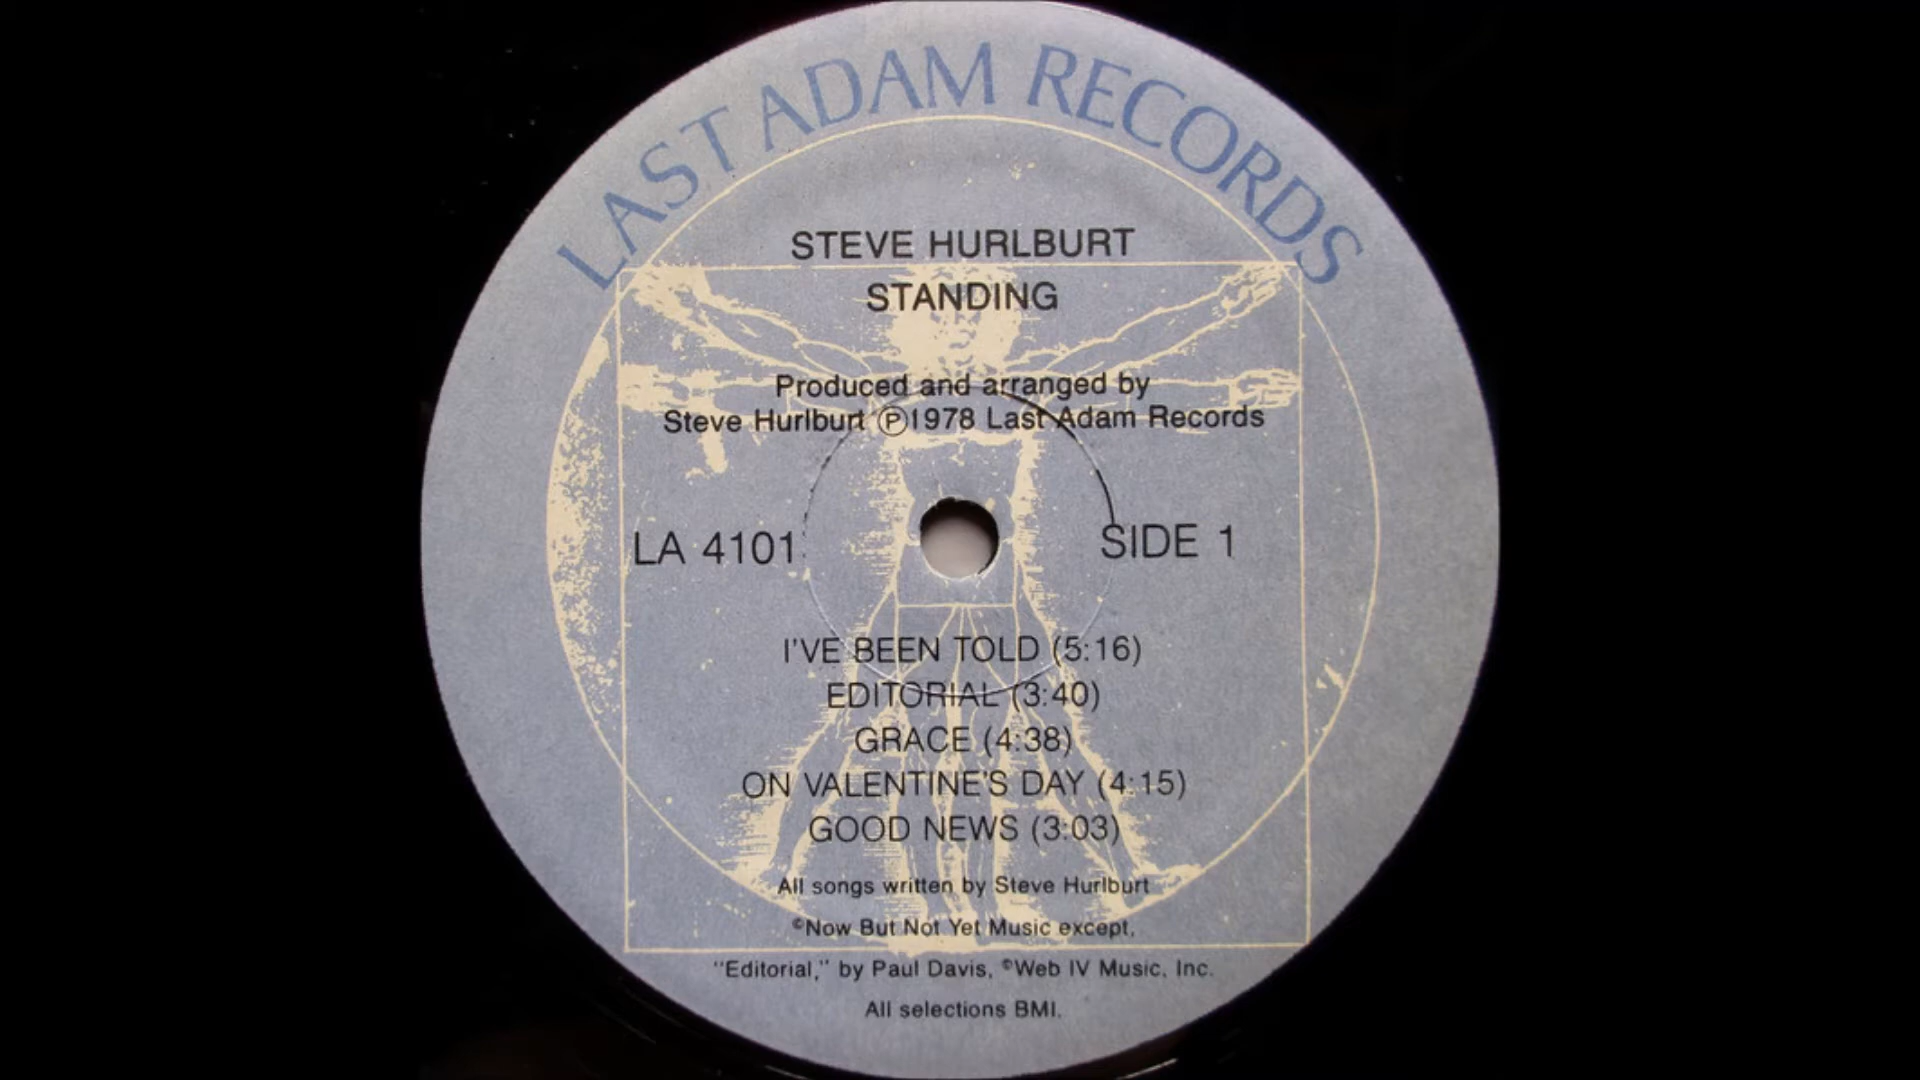 LAST ADAM RECORDS
STEVE HURLBURT
STANDING
Produced and arranged by
Steve Hurlburt ℗1978 Last Adam Records
LA 4101
SIDE 1
I'VE BEEN TOLD (5:16)
EDITORIAL (3:40)
GRACE (4:38)
ON VALENTINE'S DAY (4:15)
GOOD NEWS (3:03)
All songs written by Steve Hurlburt
©Now But Not Yet Music except,
"Editorial," by Paul Davis, ©Web IV Music, Inc.
All selections BMI.